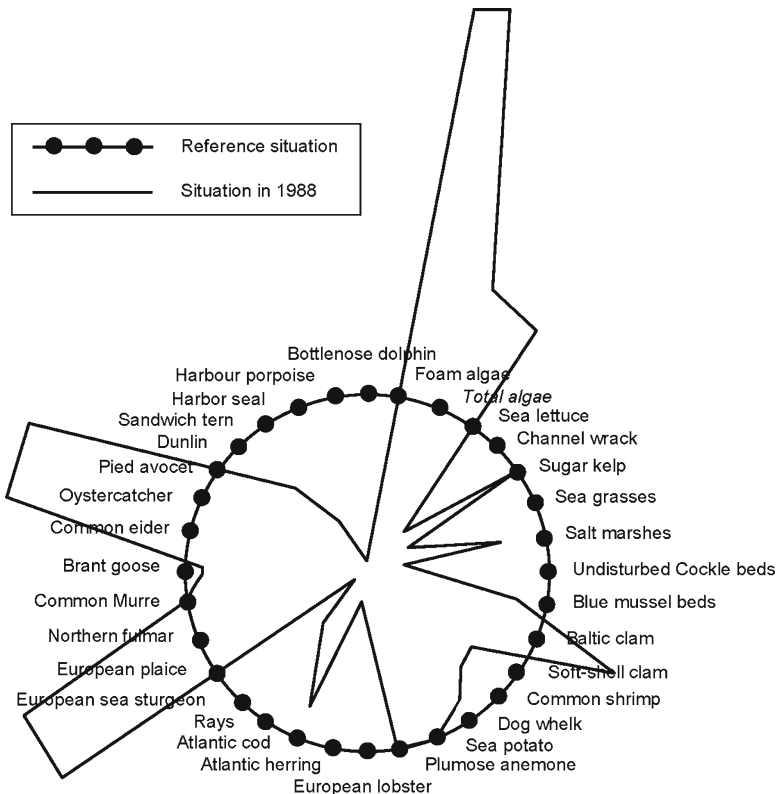 Reference situation
Situation in 1988
Bottlenose dolphin
Foam algae
Total algae
Sea lettuce
Channel wrack
Sugar kelp
Sea grasses
Salt marshes
Undisturbed Cockle beds
Blue mussel beds
Baltic clam
Soft-shell clam
Common shrimp
Dog whelk
Sea potato
Plumose anemone
European lobster
Atlantic herring
Atlantic cod
Rays
European sea sturgeon
European plaice
Northern fulmar
Common Murre
Brant goose
Common eider
Oystercatcher
Pied avocet
Dunlin
Sandwich tern
Harbor seal
Harbour porpoise